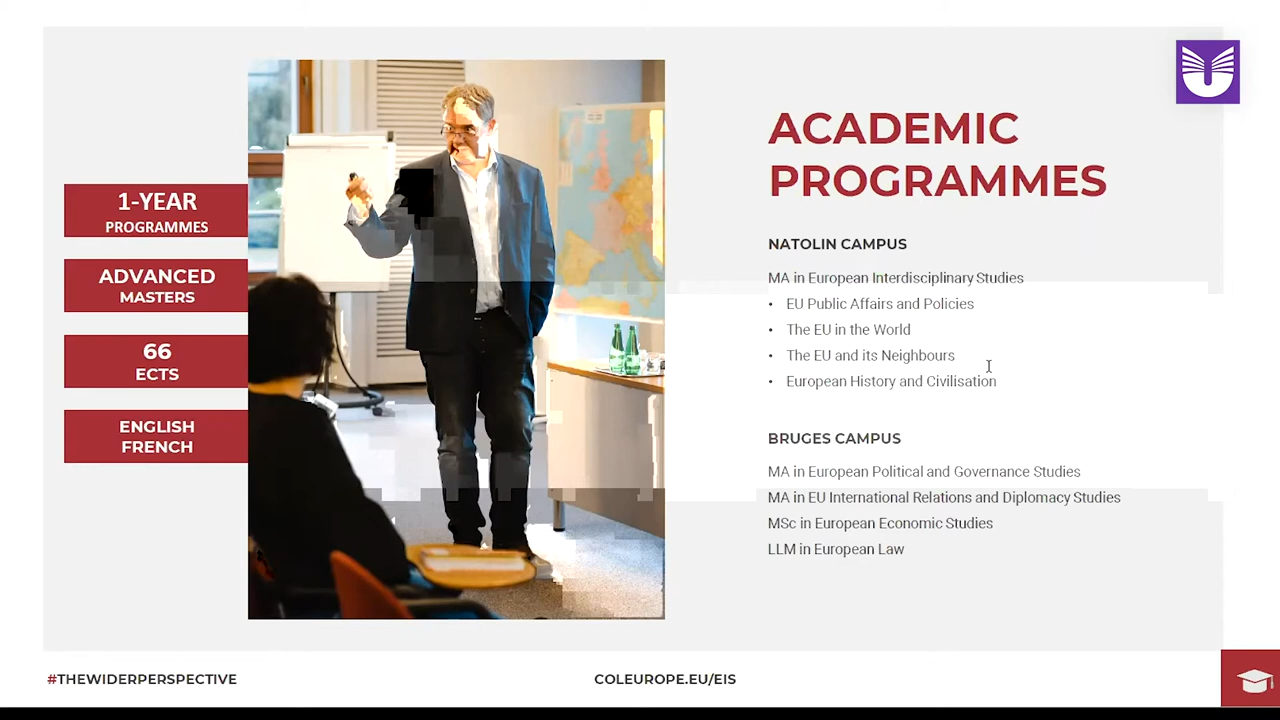 ACADEMIC
PROGRAMMES
1-YEAR
PROGRAMMES
ADVANCED
MASTERS
66
ECTS
ENGLISH
FRENCH
NATOLIN CAMPUS
MA in European Interdisciplinary Studies
• EU Public Affairs and Policies
• The EU in the World
• The EU and its Neighbours
• European History and Civilisation
BRUGES CAMPUS
MA in European Political and Governance Studies
MA in EU International Relations and Diplomacy Studies
MSc in European Economic Studies
LLM in European Law
#THEWIDERPERSPECTIVE
COLEUROPE.EU/EIS